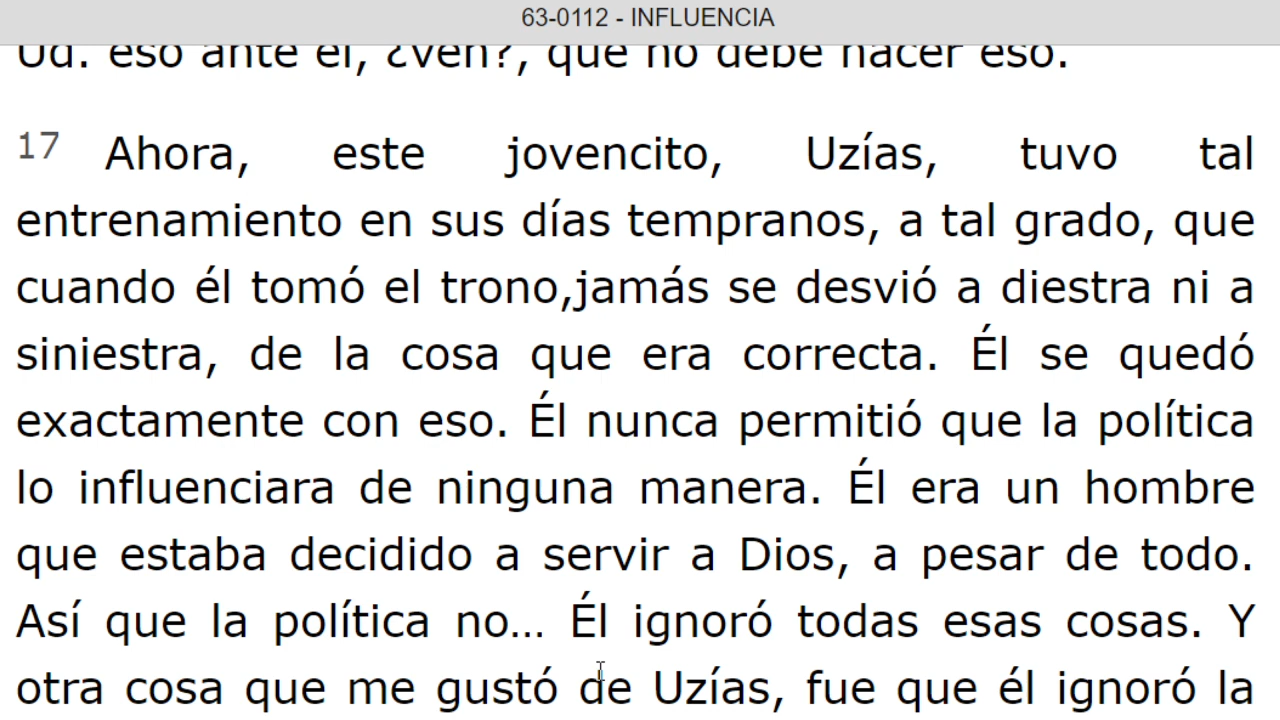 63-0112 - INFLUENCIA
Ud. eso ante él, ¿ven?, que no debe hacer eso.
17 Ahora, este jovencito, Uzías, tuvo tal
entrenamiento en sus días tempranos, a tal grado, que
cuando él tomó el trono,jamás se desvió a diestra ni a
siniestra, de la cosa que era correcta. Él se quedó
exactamente con eso. Él nunca permitió que la política
lo influenciara de ninguna manera. Él era un hombre
que estaba decidido a servir a Dios, a pesar de todo.
Así que la política no... Él ignoró todas esas cosas. Y
otra cosa que me gustó de Uzías, fue que él ignoró la